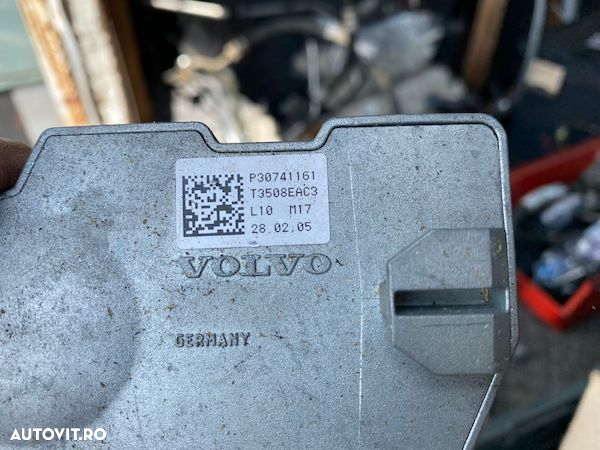 P30741161
T3508EAC3
L10 M17
28.02.05
VOLVO
GERMANY
AUTOVIT.RO